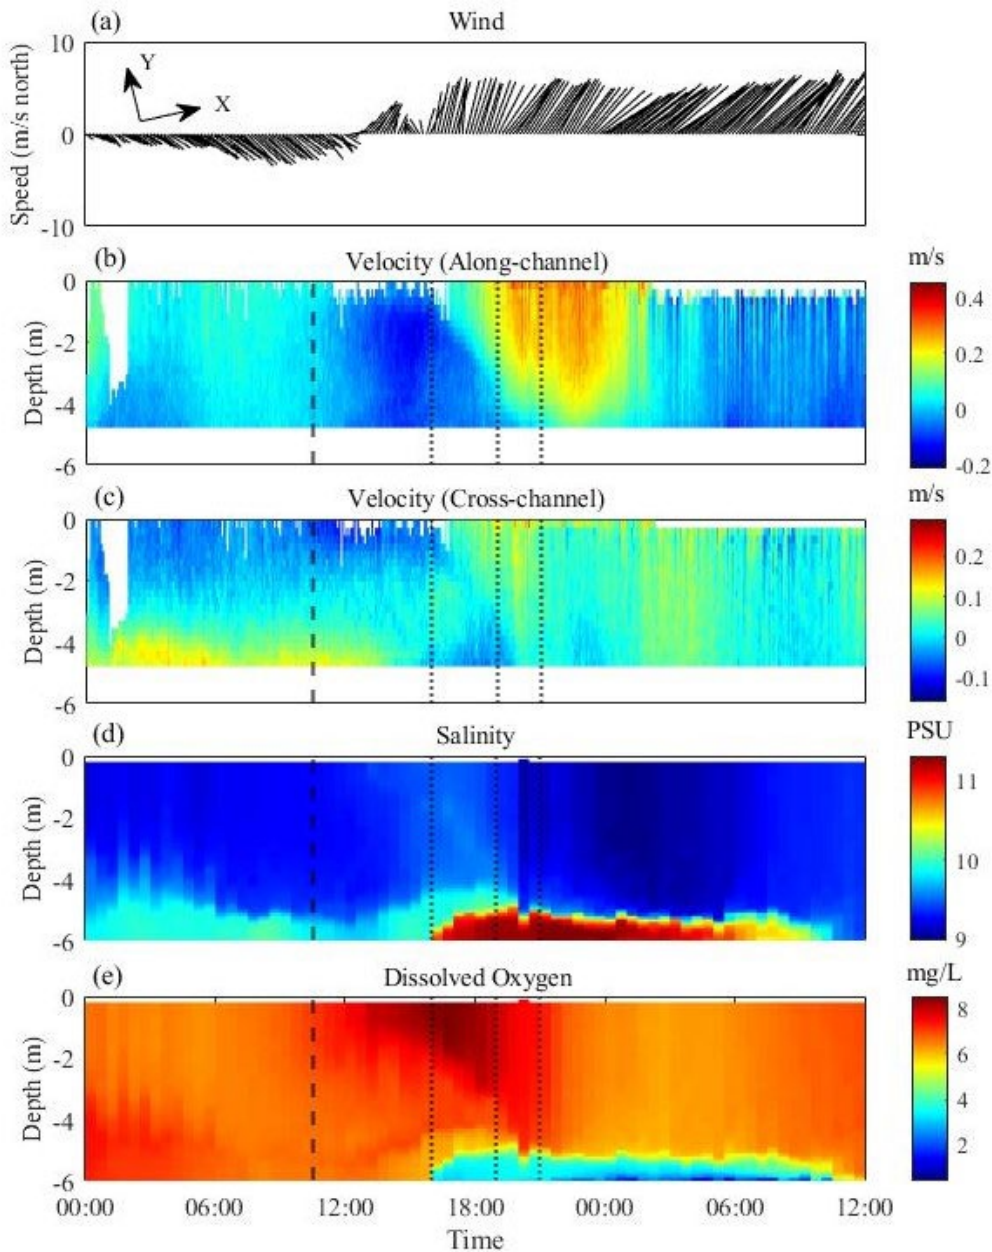 (a) Wind
10
0
-10
Speed (m/s north)
Y
X
(b) Velocity (Along-channel) m/s
0
-2
-4
-6
Depth (m)
0.4
0.2
0
-0.2
(c) Velocity (Cross-channel) m/s
0
-2
-4
-6
Depth (m)
0.2
0.1
0
-0.1
(d) Salinity PSU
0
-2
-4
-6
Depth (m)
11
10
9
(e) Dissolved Oxygen mg/L
0
-2
-4
-6
Depth (m)
8
6
4
2
00:00 06:00 12:00 18:00 00:00 06:00 12:00
Time